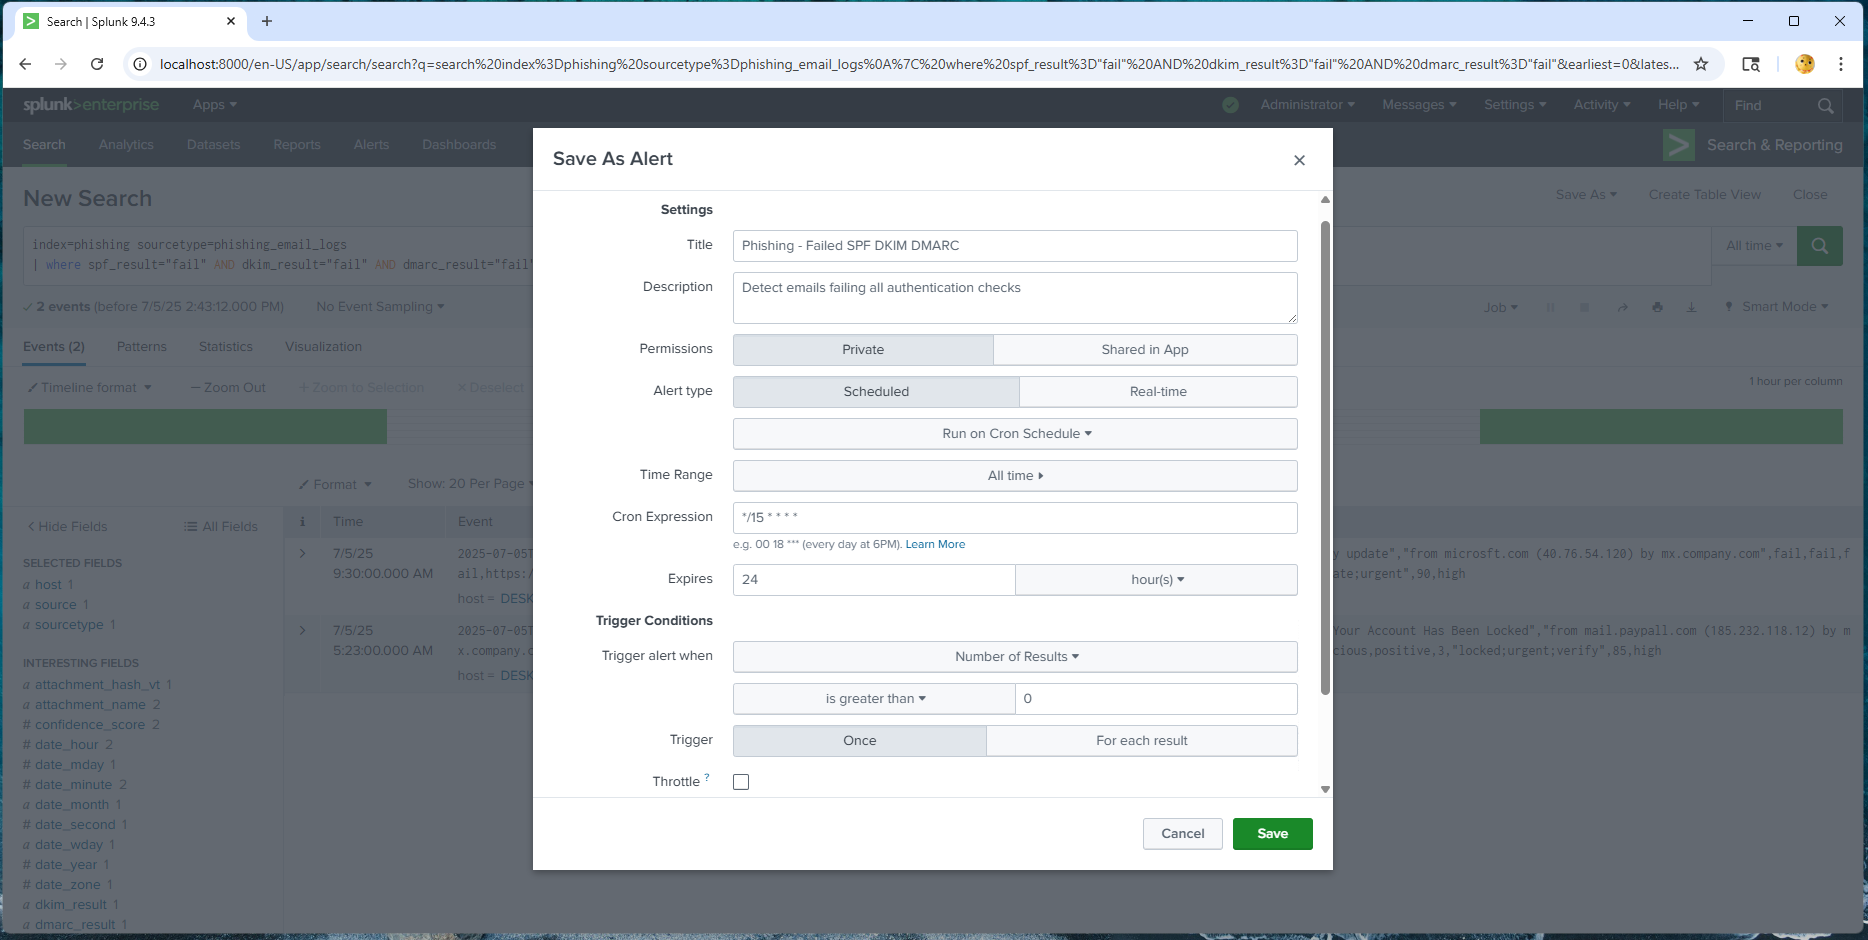 Search | Splunk 9.4.3
localhost:8000/en-US/app/search/search?q=search%20index%3Dphishing%20sourcetype%3Dphishing_email_logs%0A%7C%20where%20spf_result%3D"fail"%20AND%20dkim_result%3D"fail"%20AND%20dmarc_result%3D"fail"&earliest=0&lates...
splunk>enterprise Apps Administrator Messages Settings Activity Help Find
Search Analytics Datasets Reports Alerts Dashboards Search & Reporting
New Search Save As Create Table View Close
index=phishing sourcetype=phishing_email_logs
| where spf_result="fail" AND dkim_result="fail" AND dmarc_result="fail"
All time
2 events (before 7/5/25 2:43:12.000 PM) No Event Sampling Job Smart Mode
Events (2) Patterns Statistics Visualization
Timeline format — Zoom Out + Zoom to Selection × Deselect 1 hour per column
Format Show: 20 Per Page
< Hide Fields All Fields
i Time Event
SELECTED FIELDS
a host 1
a source 1
a sourcetype 1
INTERESTING FIELDS
a attachment_hash_vt 1
a attachment_name 2
# confidence_score 2
# date_hour 2
# date_mday 1
# date_minute 2
a date_month 1
# date_second 1
a date_wday 1
# date_year 1
# date_zone 1
a dkim_result 1
a dmarc_result 1
> 7/5/25
9:30:00.000 AM
2025-07-05T
y update","from microsft.com (40.76.54.120) by mx.company.com",fail,fail,f
ail,https:/
ate;urgent",90,high
host = DESK
> 7/5/25
5:23:00.000 AM
2025-07-05T
Your Account Has Been Locked","from mail.paypall.com (185.232.118.12) by m
x.company.c
cious,positive,3,"locked;urgent;verify",85,high
host = DESK
Save As Alert
Settings
Title Phishing - Failed SPF DKIM DMARC
Description Detect emails failing all authentication checks
Permissions Private Shared in App
Alert type Scheduled Real-time
Run on Cron Schedule
Time Range All time
Cron Expression */15 * * * *
e.g. 00 18 *** (every day at 6PM). Learn More
Expires 24 hour(s)
Trigger Conditions
Trigger alert when Number of Results
is greater than 0
Trigger Once For each result
Throttle ?
Cancel Save